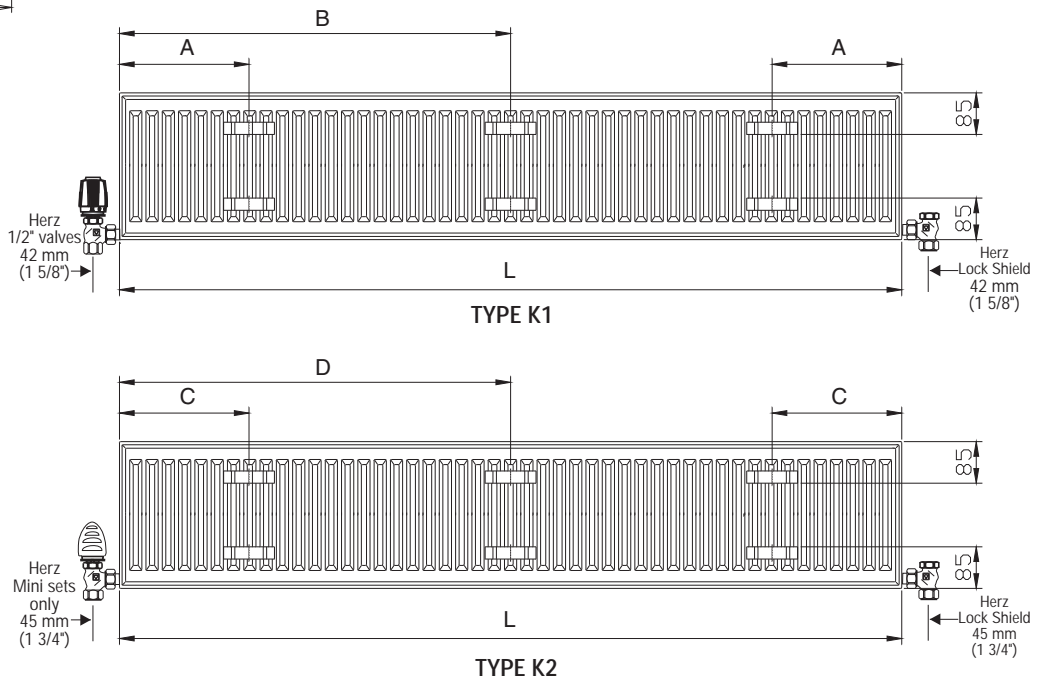 B
A
A
85
85
Herz
1/2" valves
42 mm
(1 5/8")
L
Herz
Lock Shield
42 mm
(1 5/8")
TYPE K1
D
C
C
85
85
Herz
Mini sets
only
45 mm
(1 3/4")
L
Herz
Lock Shield
45 mm
(1 3/4")
TYPE K2